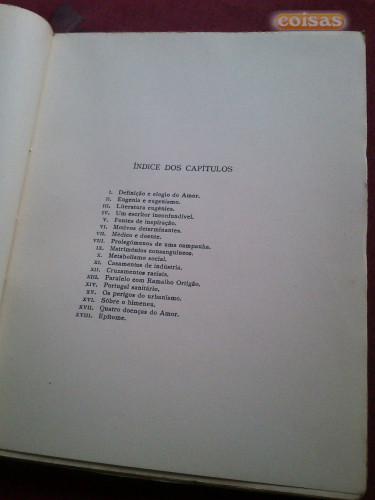 coisas
ÍNDICE DOS CAPÍTULOS
I. Definição e elogio do Amor.
II. Eugenia e eugenismo.
III. Literatura eugénica.
IV. Um escritor inconfundível.
V. Fontes de inspiração.
VI. Motivos determinantes.
VII. Médico e doente.
VIII. Prolegómenos de uma campanha.
IX. Matrimónios consanguíneos.
X. Metabolismo social.
XI. Casamentos de indústria.
XII. Cruzamentos raciais.
XIII. Paralelo com Ramalho Ortigão.
XIV. Portugal sanitário.
XV. Os perigos do urbanismo.
XVI. Sôbre o himeneu.
XVII. Quatro doenças do Amor.
XVIII. Epítome.